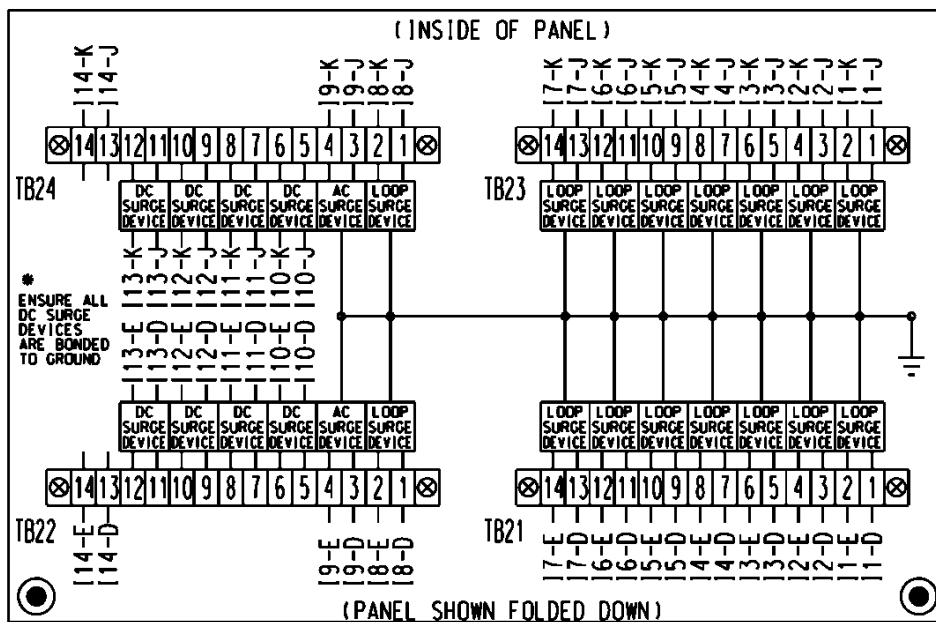 (INSIDE OF PANEL)
I14-K I14-J I9-K I9-J I8-K I8-J
I7-K I7-J I6-K I6-J I5-K I5-J I4-K I4-J I3-K I3-J I2-K I2-J I1-K I1-J
14 13 12 11 10 9 8 7 6 5 4 3 2 1
14 13 12 11 10 9 8 7 6 5 4 3 2 1
TB24
DC SURGE DEVICE
DC SURGE DEVICE
DC SURGE DEVICE
DC SURGE DEVICE
AC SURGE DEVICE
LOOP SURGE DEVICE
TB23
LOOP SURGE DEVICE
LOOP SURGE DEVICE
LOOP SURGE DEVICE
LOOP SURGE DEVICE
LOOP SURGE DEVICE
LOOP SURGE DEVICE
LOOP SURGE DEVICE
I13-K I13-J I12-K I12-J I11-K I11-J I10-K I10-J
*
ENSURE ALL
DC SURGE
DEVICES
ARE BONDED
TO GROUND
I13-E I13-D I12-E I12-D I11-E I11-D I10-E I10-D
DC SURGE DEVICE
DC SURGE DEVICE
DC SURGE DEVICE
DC SURGE DEVICE
AC SURGE DEVICE
LOOP SURGE DEVICE
LOOP SURGE DEVICE
LOOP SURGE DEVICE
LOOP SURGE DEVICE
LOOP SURGE DEVICE
LOOP SURGE DEVICE
LOOP SURGE DEVICE
LOOP SURGE DEVICE
14 13 12 11 10 9 8 7 6 5 4 3 2 1
14 13 12 11 10 9 8 7 6 5 4 3 2 1
TB22
I14-E I14-D I9-E I9-D I8-E I8-D
TB21
I7-E I7-D I6-E I6-D I5-E I5-D I4-E I4-D I3-E I3-D I2-E I2-D I1-E I1-D
(PANEL SHOWN FOLDED DOWN)